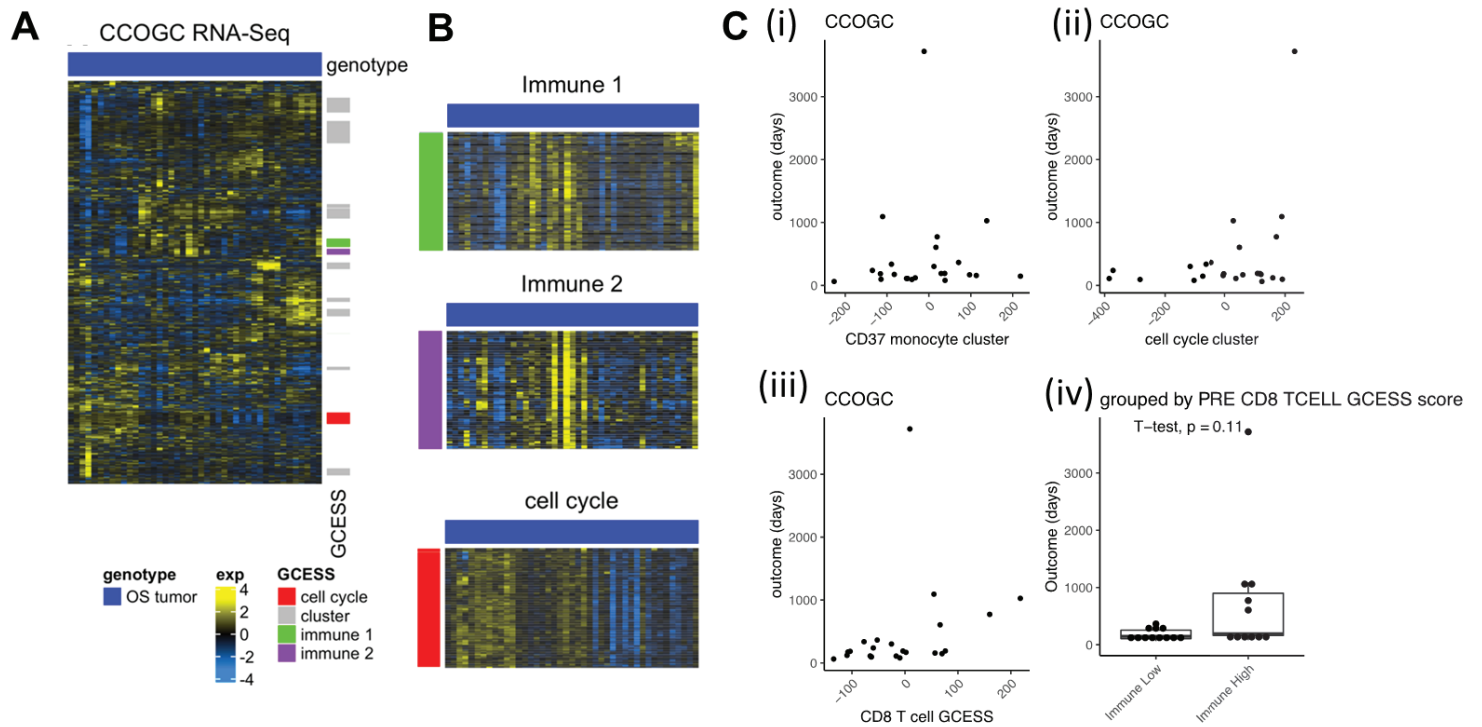 A
CCOGC RNA-Seq
genotype
GCESS
genotype
OS tumor
exp
4
2
0
-2
-4
GCESS
cell cycle
cluster
immune 1
immune 2
B
Immune 1
Immune 2
cell cycle
C
(i)
CCOGC
3000
2000
1000
0
outcome (days)
-200
-100
0
100
200
CD37 monocyte cluster
(ii)
CCOGC
3000
2000
1000
0
outcome (days)
-400
-200
0
200
cell cycle cluster
(iii)
CCOGC
3000
2000
1000
0
outcome (days)
-100
0
100
200
CD8 T cell GCESS
(iv)
grouped by PRE CD8 TCELL GCESS score
T-test, p = 0.11
3000
2000
1000
0
Outcome (days)
Immune Low
Immune High